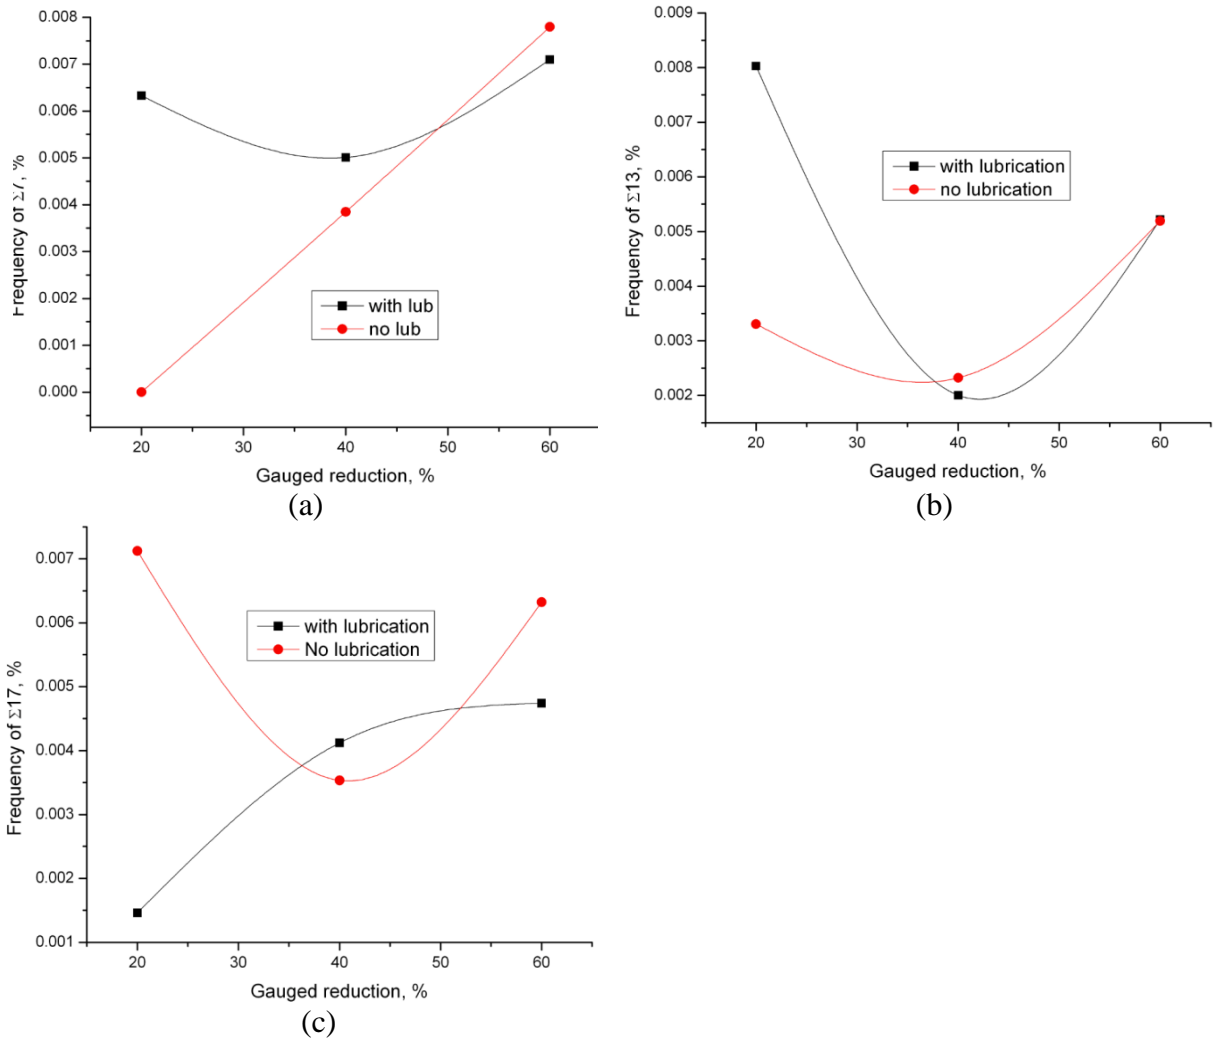 0.008
0.007
0.006
0.005
0.004
0.003
0.002
0.001
0.000
Frequency of Σ7, %
with lub
no lub
20 30 40 50 60
Gauged reduction, %
(a)
0.009
0.008
0.007
0.006
0.005
0.004
0.003
0.002
Frequency of Σ13, %
with lubrication
no lubrication
20 30 40 50 60
Gauged reduction, %
(b)
0.007
0.006
0.005
0.004
0.003
0.002
0.001
Frequency of Σ17, %
with lubrication
No lubrication
20 30 40 50 60
Gauged reduction, %
(c)